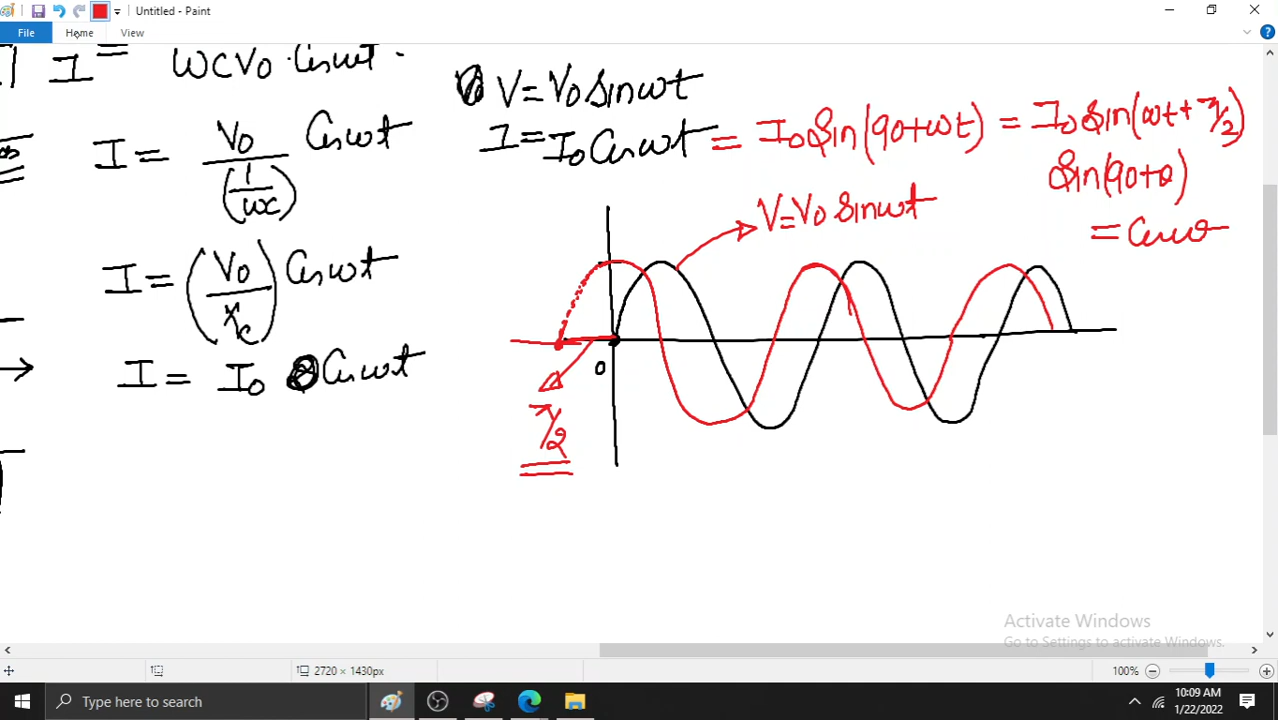 Untitled - Paint
File Home View
I = ωCV₀ · Cosωt ·
I = V₀/(1/ωc) Cosωt
I = (V₀/Xc) Cosωt
I = I₀ Cosωt
V = V₀ Sinωt
I = I₀ Cosωt = I₀ Sin(90+ωt) = I₀ Sin(ωt + π/2)
Sin(90+θ)
= Cosθ
V = V₀ Sinωt
0
π/2
Activate Windows
Go to Settings to activate Windows.
2720 × 1430px
100%
Type here to search
10:09 AM
1/22/2022